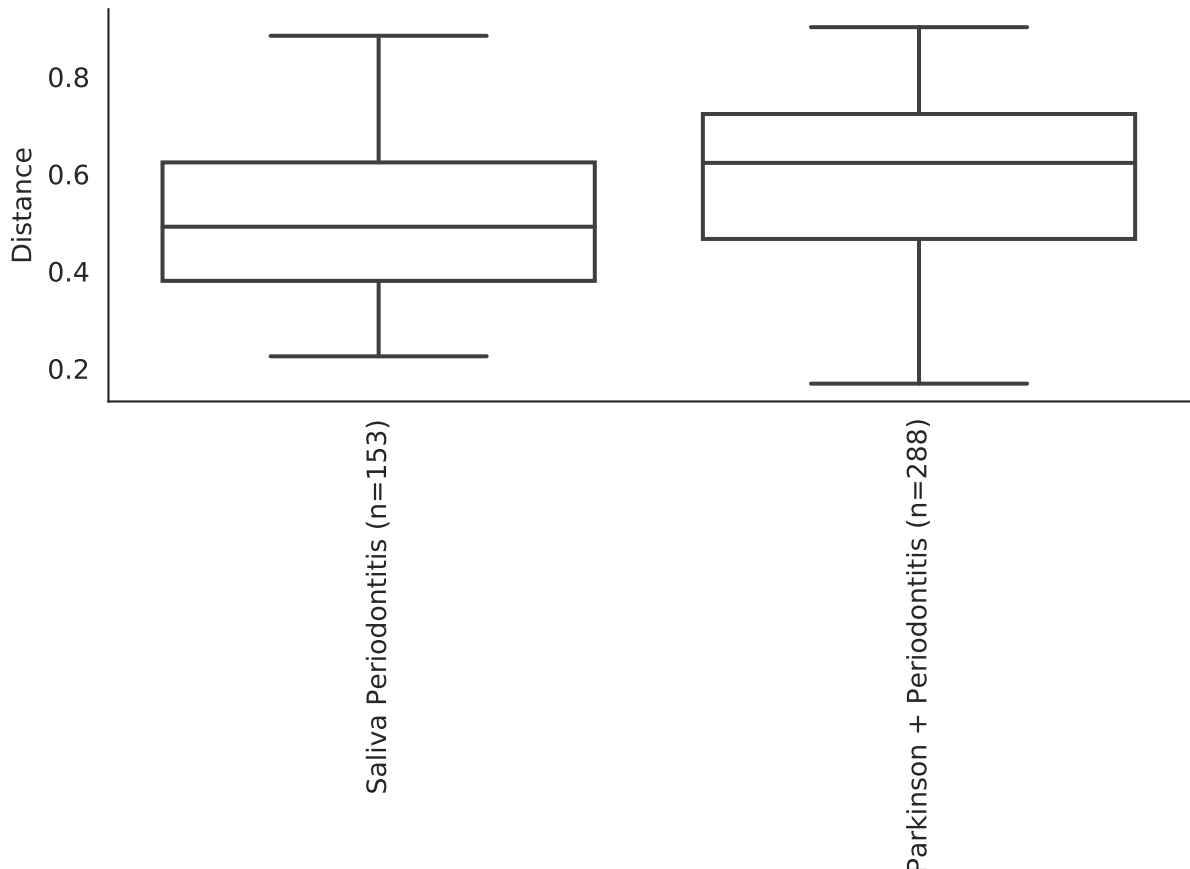 Distance
0.8
0.6
0.4
0.2
Saliva Periodontitis (n=153)
Parkinson + Periodontitis (n=288)